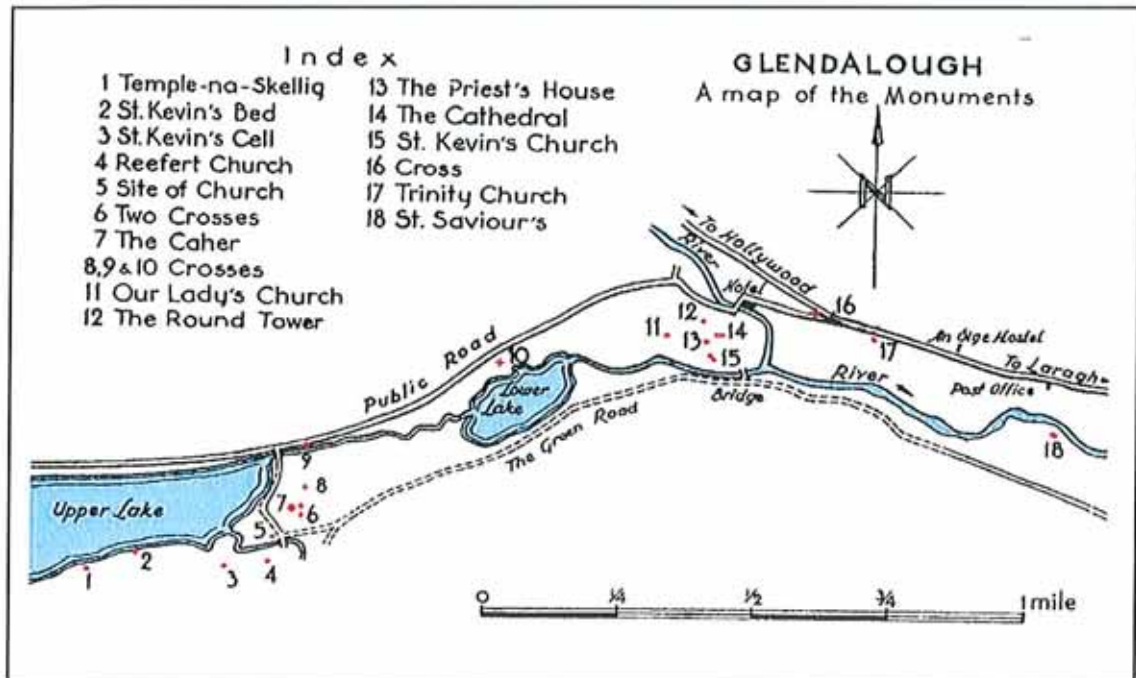 Index
1 Temple-na-Skellig
2 St. Kevin's Bed
3 St. Kevin's Cell
4 Reefert Church
5 Site of Church
6 Two Crosses
7 The Caher
8,9 & 10 Crosses
11 Our Lady's Church
12 The Round Tower
13 The Priest's House
14 The Cathedral
15 St. Kevin's Church
16 Cross
17 Trinity Church
18 St. Saviour's
GLENDALOUGH
A map of the Monuments
N
To Hollywood
River
Hotel
16
12
11
14
13
15
17
An Óige Hostel
To Laragh
Post Office
River
Bridge
18
Public Road
10
Lower
Lake
The Green Road
9
8
7
6
5
Upper Lake
1
2
3
4
0 1/4 1/2 3/4 1 mile